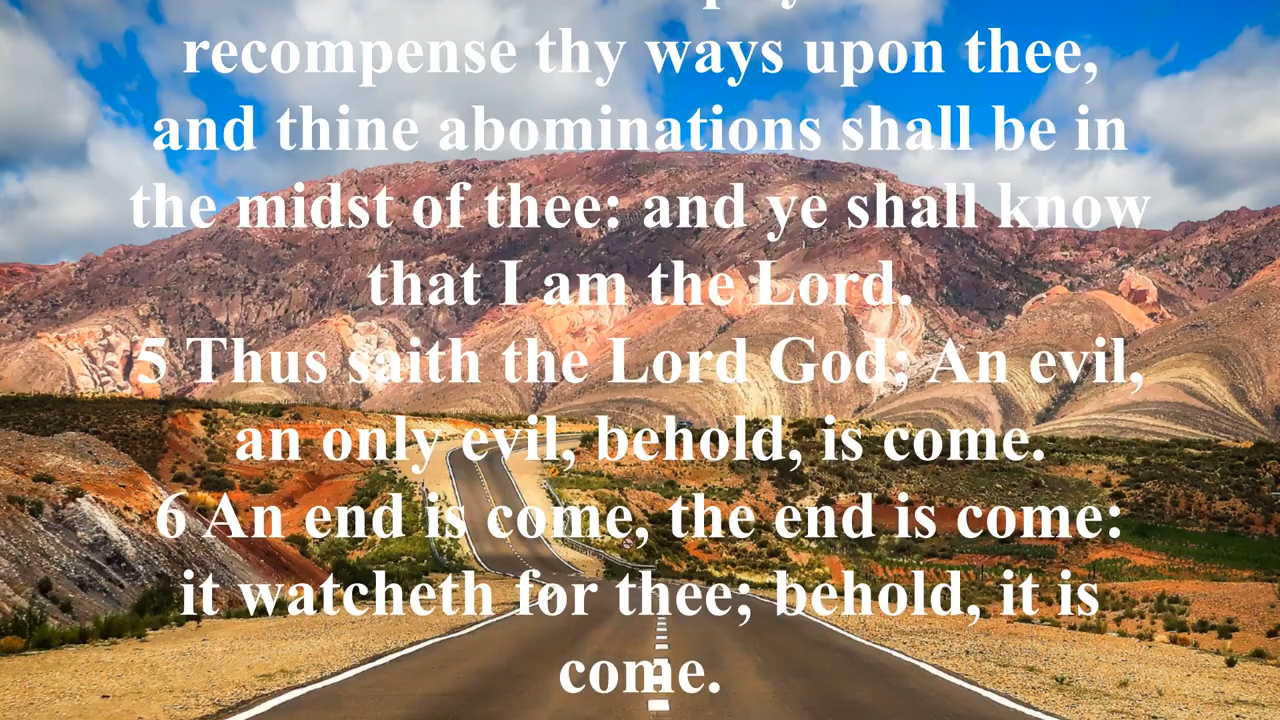 recompense thy ways upon thee,
and thine abominations shall be in
the midst of thee: and ye shall know
that I am the Lord.
5 Thus saith the Lord God; An evil,
an only evil, behold, is come.
6 An end is come, the end is come:
it watcheth for thee; behold, it is
come.